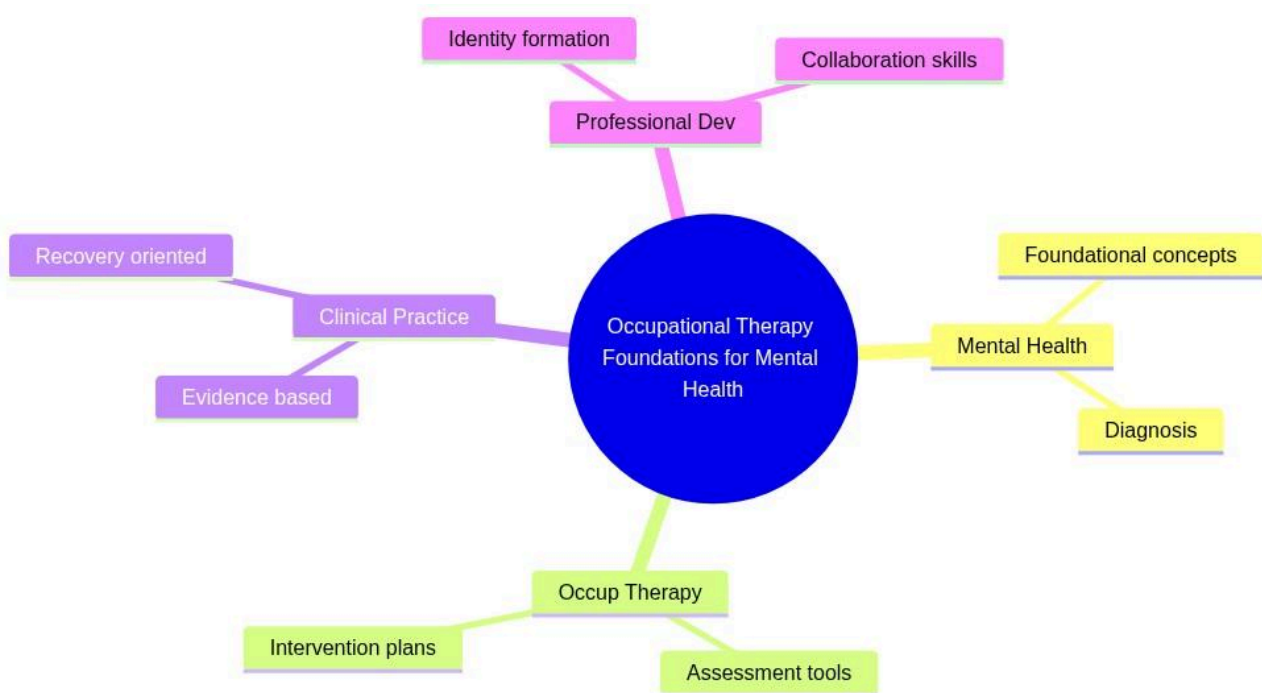 Identity formation
Collaboration skills
Professional Dev
Recovery oriented
Foundational concepts
Clinical Practice
Occupational Therapy
Foundations for Mental
Health
Mental Health
Evidence based
Diagnosis
Occup Therapy
Intervention plans
Assessment tools